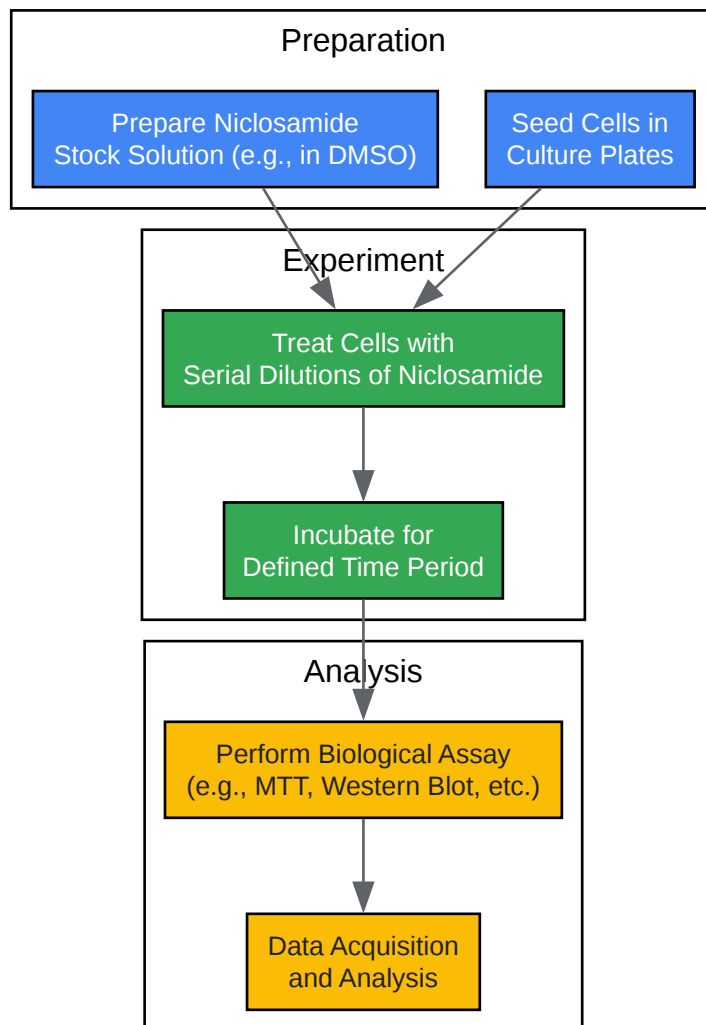 Preparation
Prepare Niclosamide
Stock Solution (e.g., in DMSO)
Seed Cells in
Culture Plates
Experiment
Treat Cells with
Serial Dilutions of Niclosamide
Incubate for
Defined Time Period
Analysis
Perform Biological Assay
(e.g., MTT, Western Blot, etc.)
Data Acquisition
and Analysis